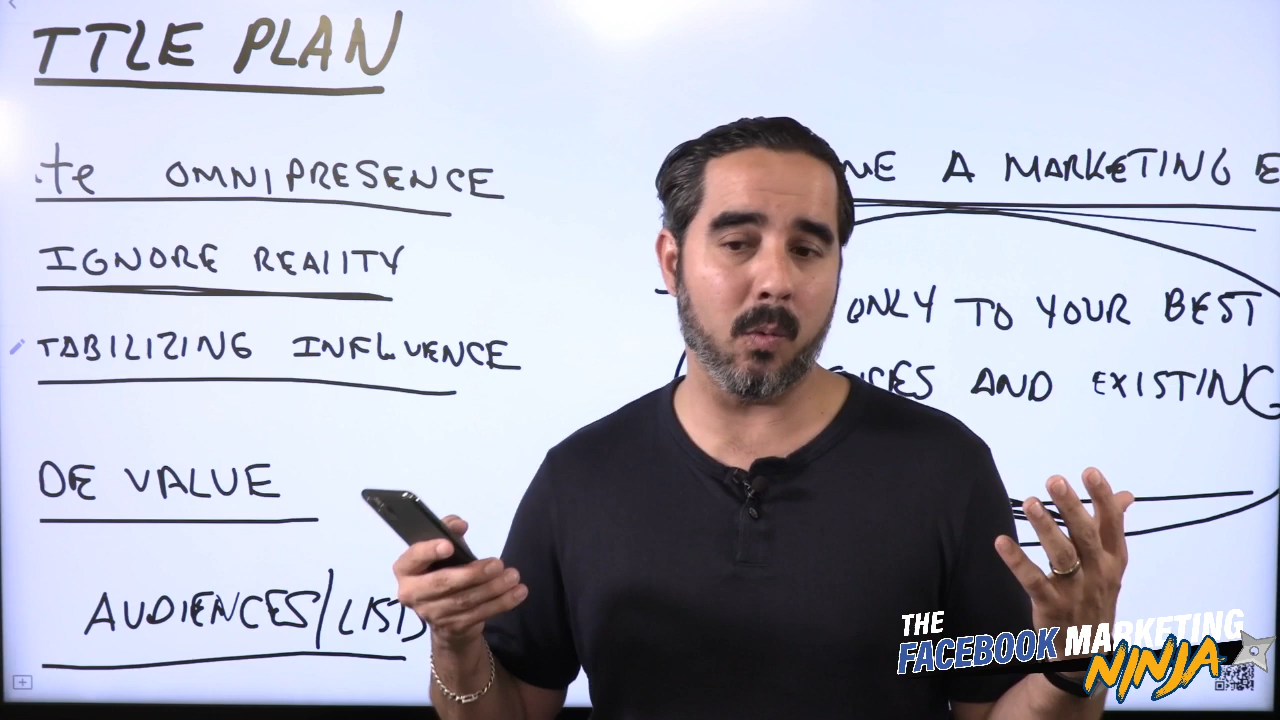 TTLE PLAN
te OMNIPRESENCE
IGNORE REALITY
TABILIZING INFLUENCE
DE VALUE
AUDIENCES/LISTS
ME A MARKETING E
ONLY TO YOUR BEST
AND EXISTING
THE
FACEBOOK MARKETING
NINJA